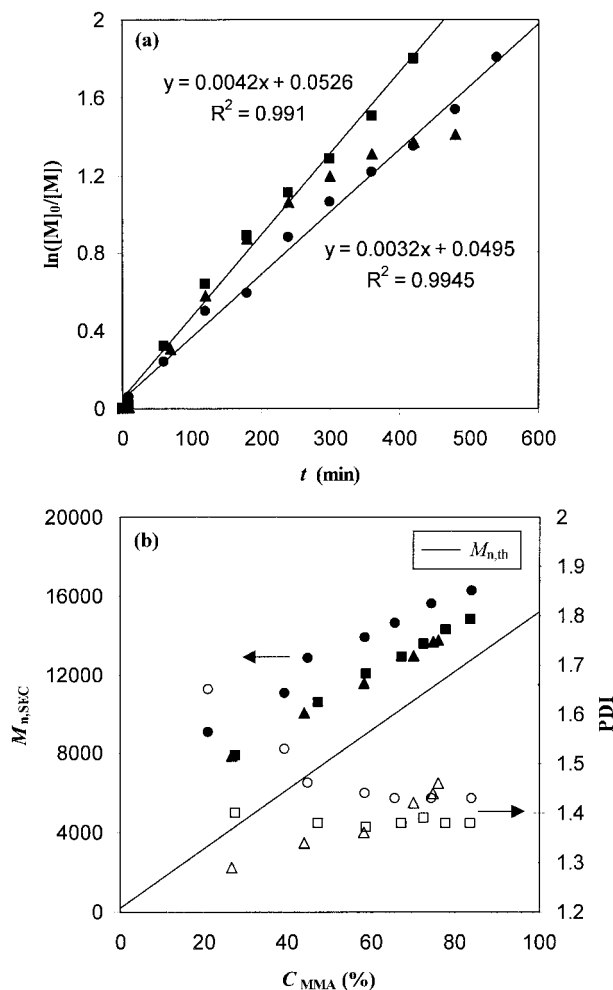 (a)
2
1.6
1.2
0.8
0.4
0
ln([M]₀/[M])
y = 0.0042x + 0.0526
R² = 0.991
y = 0.0032x + 0.0495
R² = 0.9945
0 100 200 300 400 500 600
t (min)
(b)
20000
16000
12000
8000
4000
0
Mn,SEC
Mn,th
2
1.9
1.8
1.7
1.6
1.5
1.4
1.3
1.2
PDI
0 20 40 60 80 100
C MMA (%)